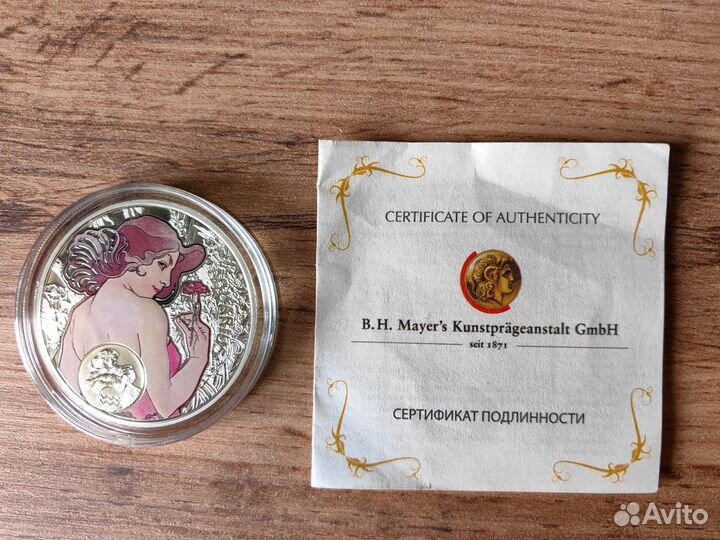 CERTIFICATE OF AUTHENTICITY
B.H. Mayer's Kunstprägeanstalt GmbH
seit 1871
СЕРТИФИКАТ ПОДЛИННОСТИ
Avito